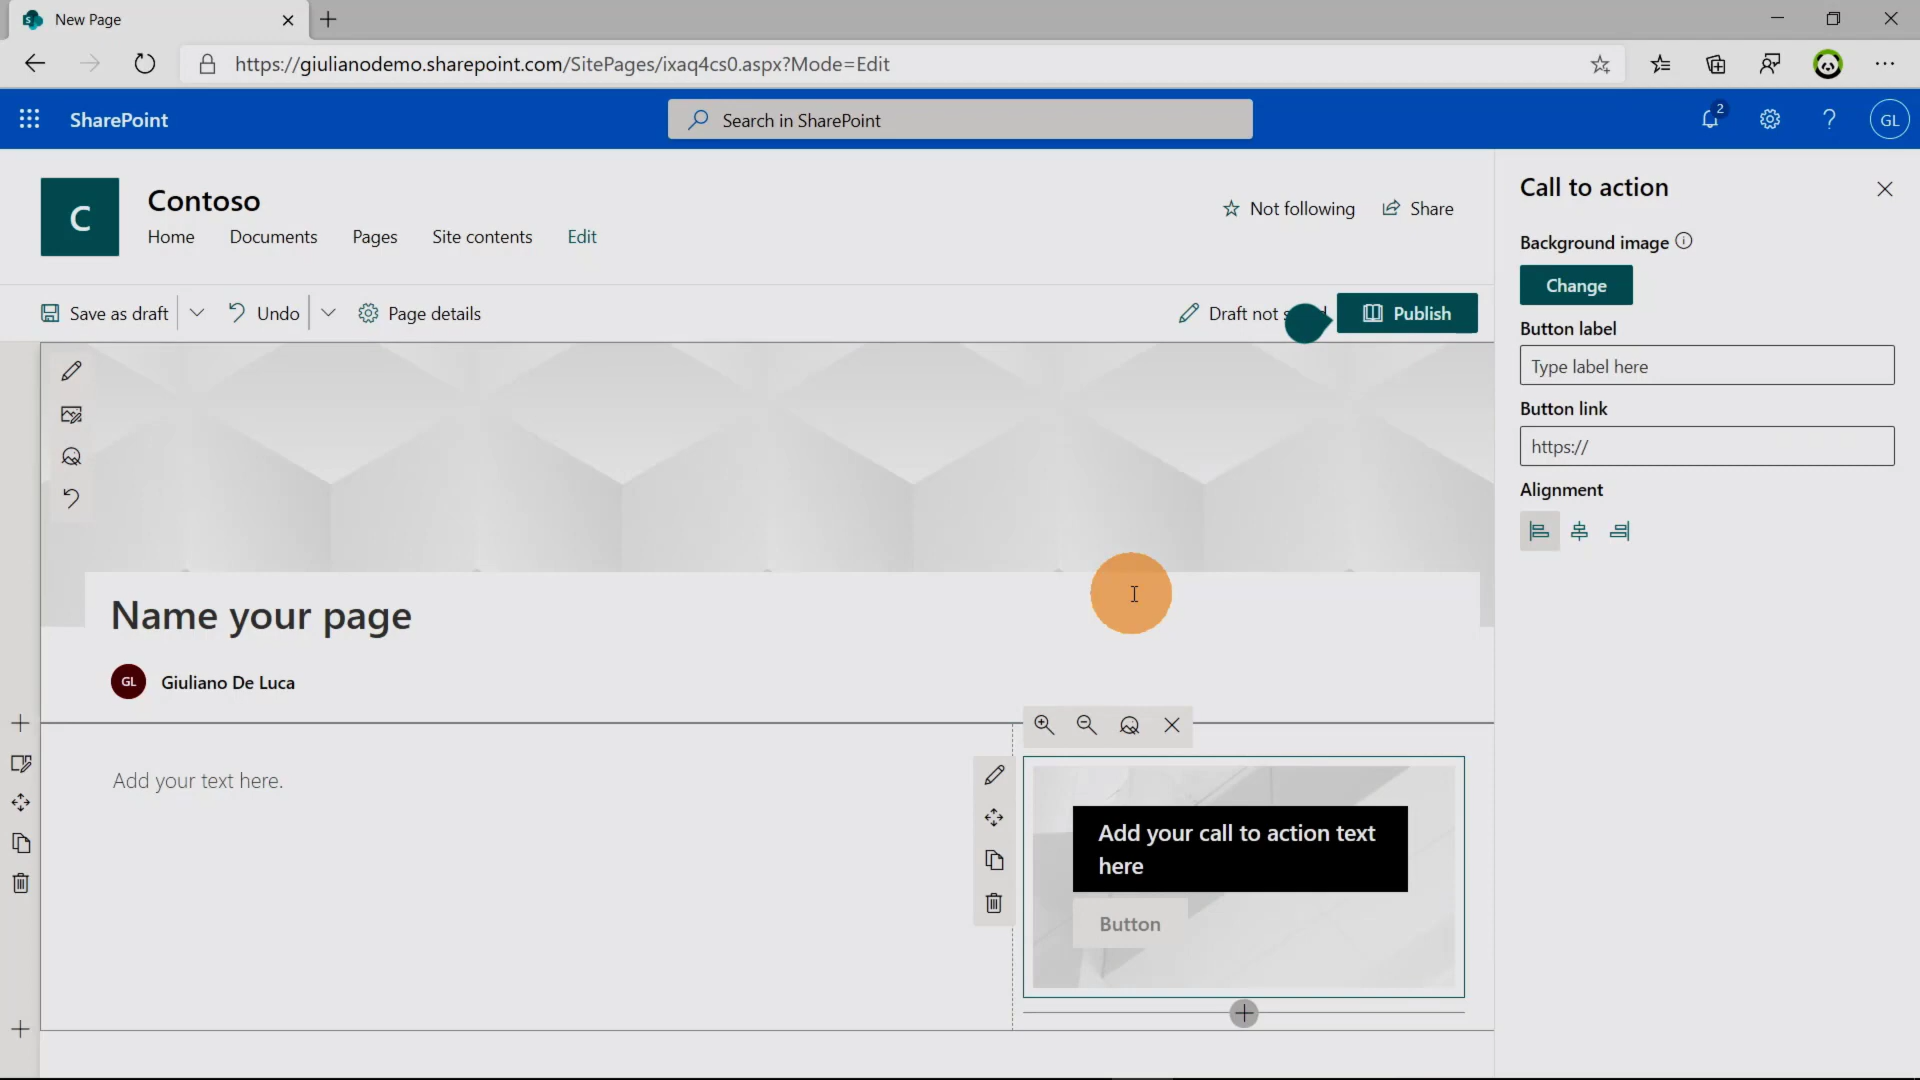 New Page
https://giulianodemo.sharepoint.com/SitePages/ixaq4cs0.aspx?Mode=Edit
SharePoint
Search in SharePoint
2
GL
C
Contoso
Home Documents Pages Site contents Edit
Not following Share
Save as draft Undo Page details
Draft not
Publish
Name your page
GL Giuliano De Luca
Add your text here.
Add your call to action text
here
Button
Call to action
Background image
Change
Button label
Type label here
Button link
https://
Alignment